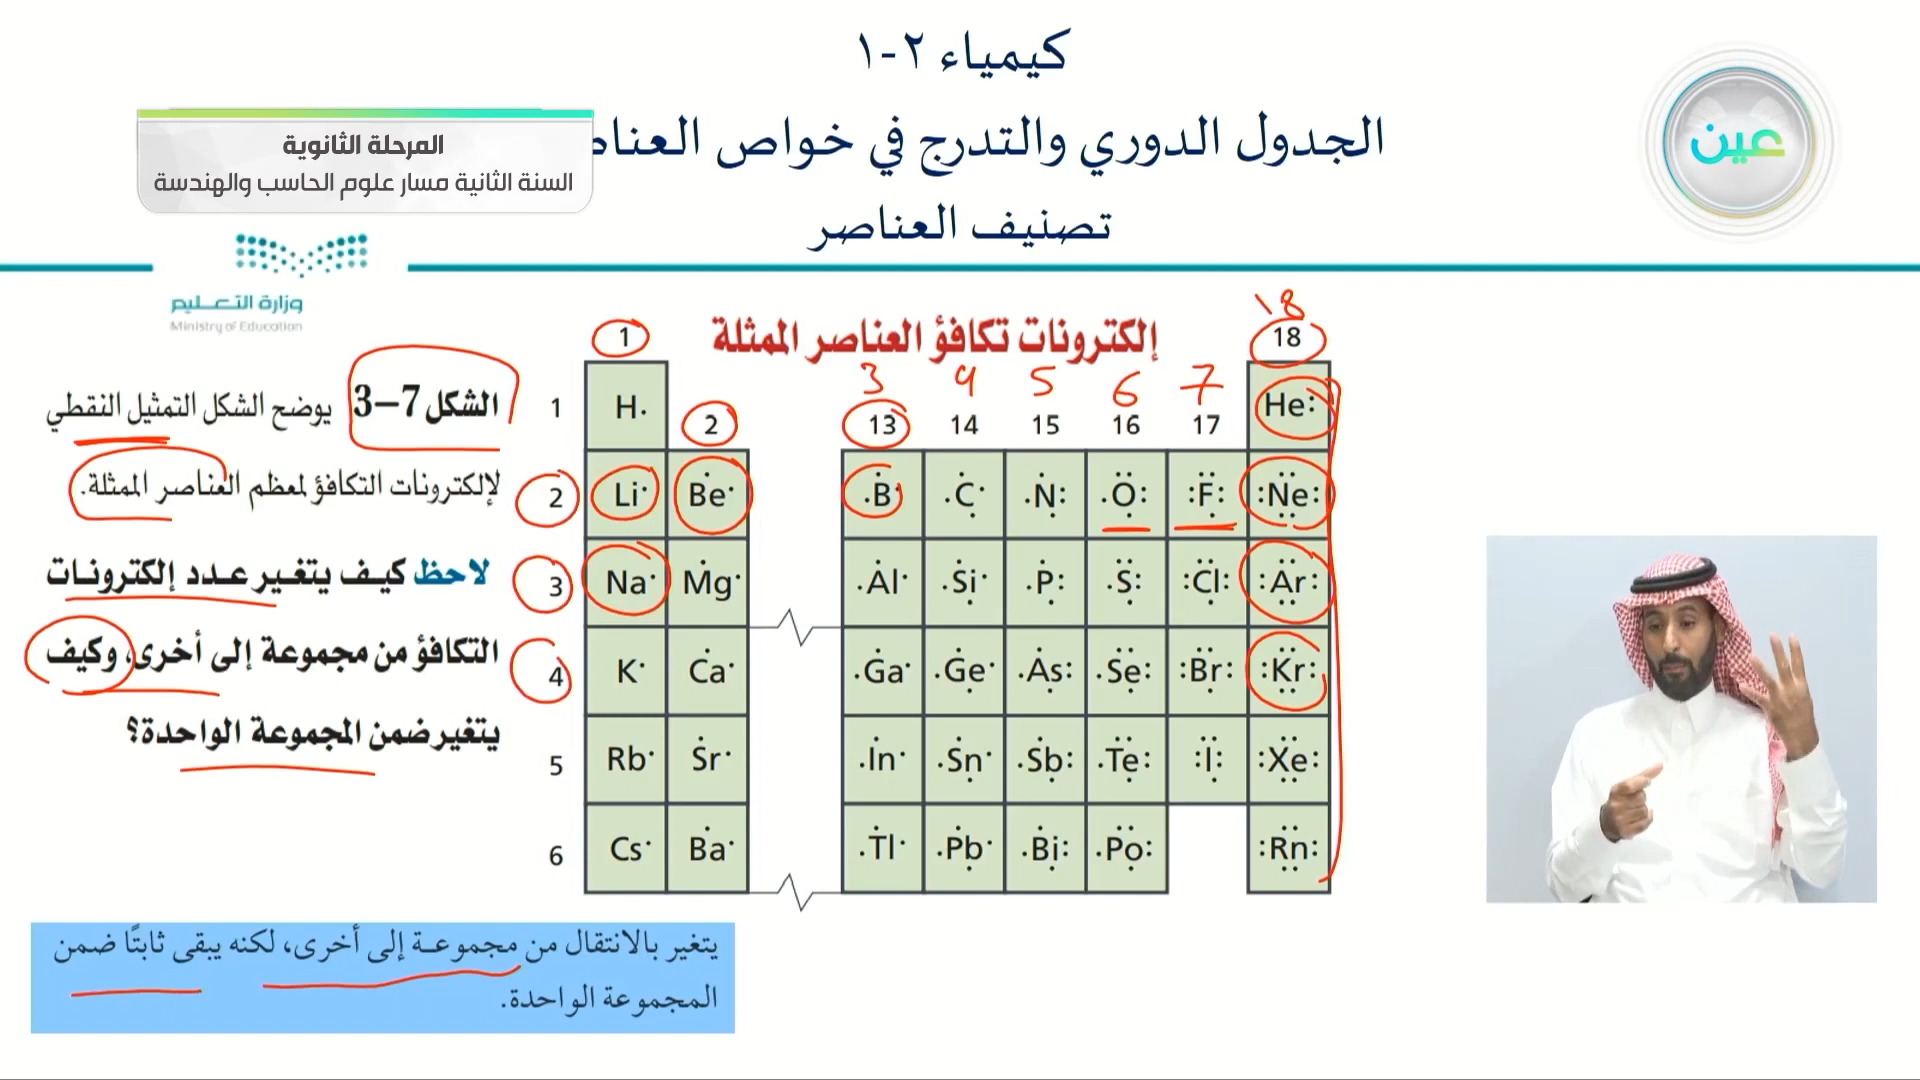 كيمياء ٢-١
الجدول الدوري والتدرج في خواص العناص
تصنيف العناصر
عين
المرحلة الثانوية
السنة الثانية مسار علوم الحاسب والهندسة
وزارة التعليم
Ministry of Education
إلكترونات تكافؤ العناصر الممثلة
الشكل 7–3 يوضح الشكل التمثيل النقطي
لإلكترونات التكافؤ لمعظم العناصر الممثلة.
لاحظ كيف يتغير عدد إلكترونات
التكافؤ من مجموعة إلى أخرى، وكيف
يتغير ضمن المجموعة الواحدة؟
18
1 18
3 4 5 6 7
2 13 14 15 16 17
1 H He
2 Li Be B C N O F Ne
3 Na Mg Al Si P S Cl Ar
4 K Ca Ga Ge As Se Br Kr
5 Rb Sr In Sn Sb Te I Xe
6 Cs Ba Tl Pb Bi Po Rn
يتغير بالانتقال من مجموعة إلى أخرى، لكنه يبقى ثابتًا ضمن
المجموعة الواحدة.